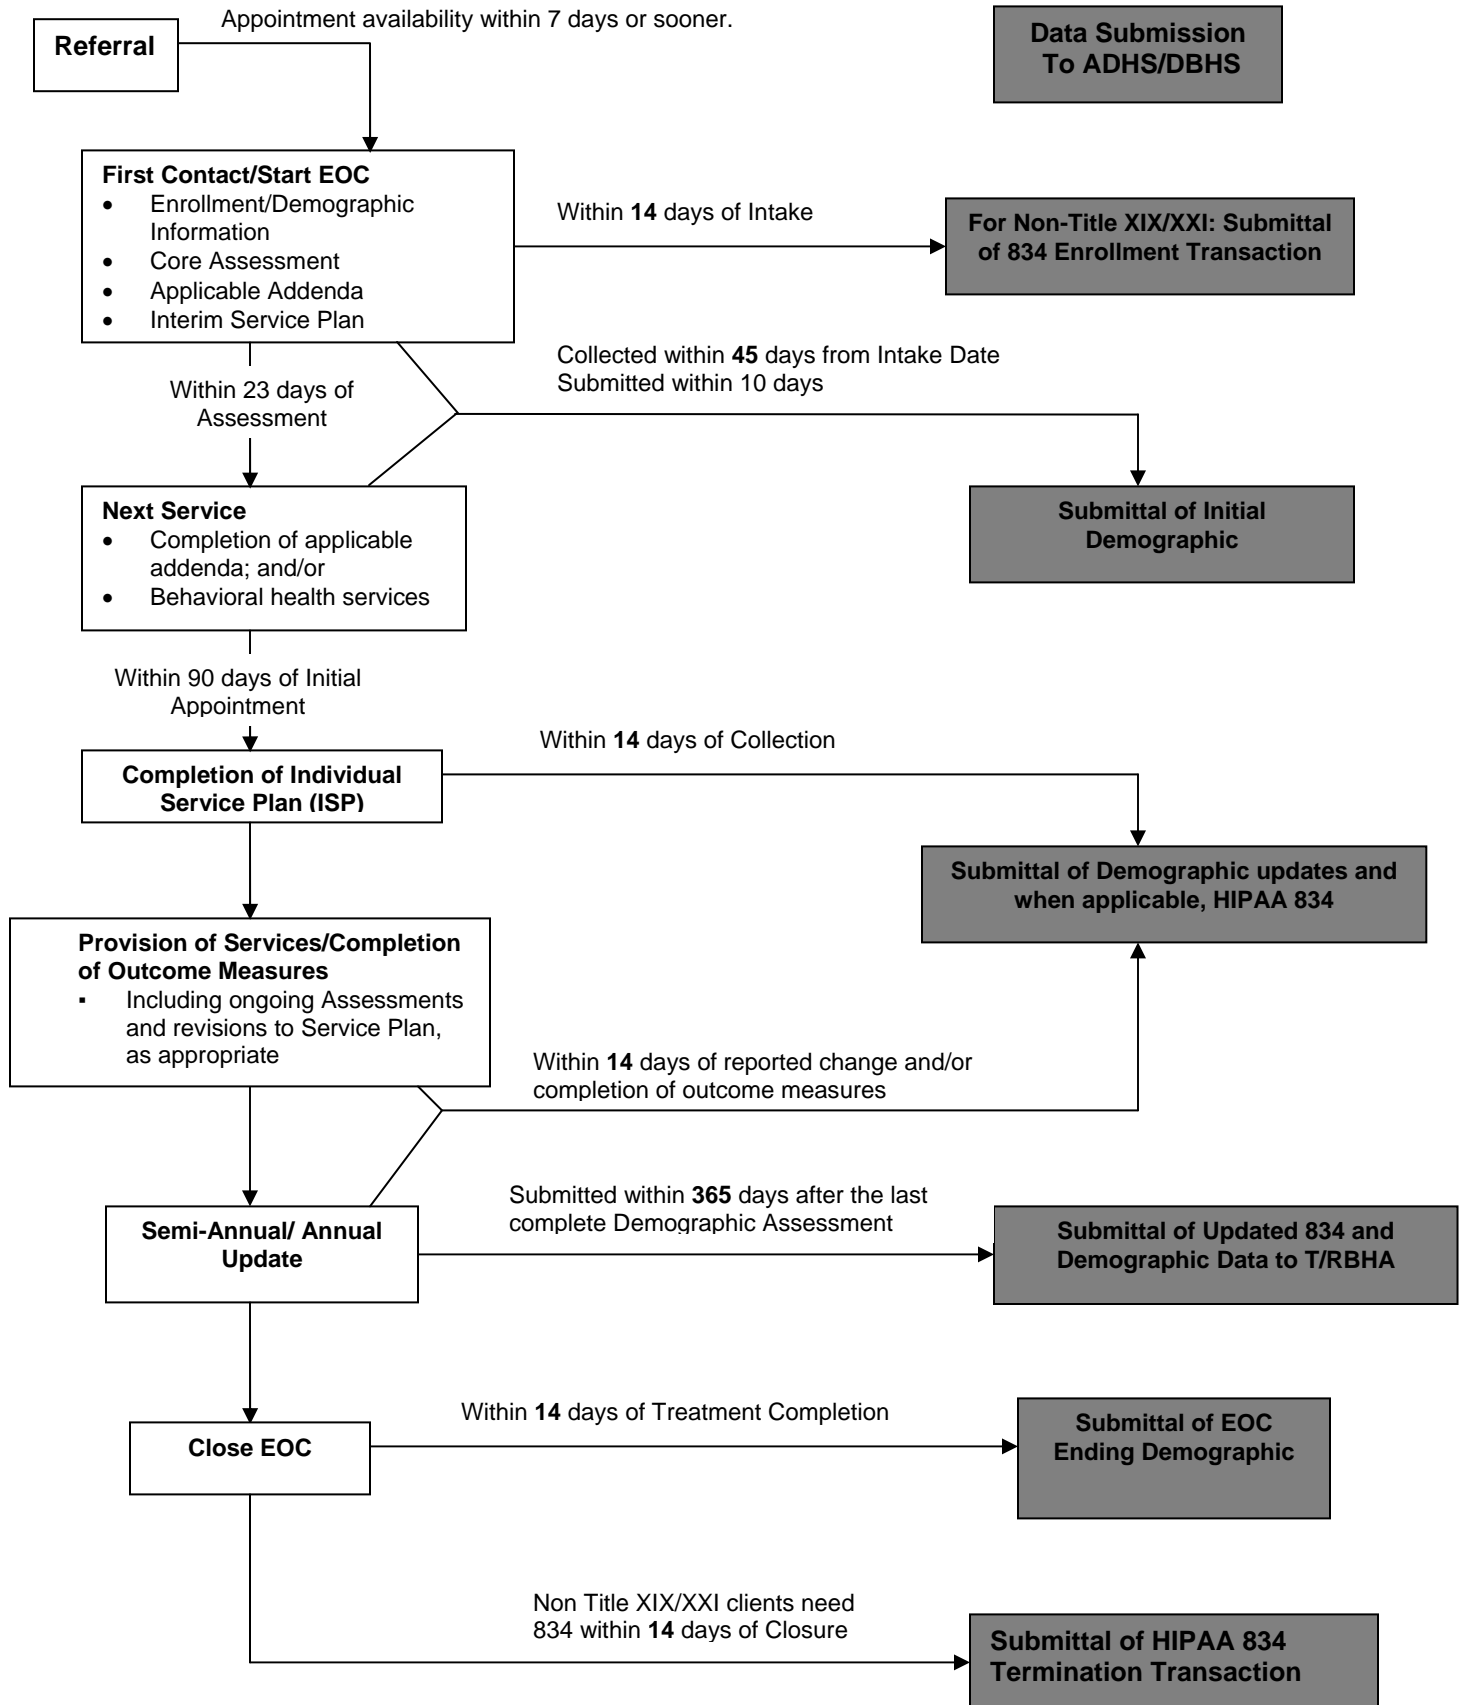 Appointment availability within 7 days or sooner.
Referral
Data Submission
To ADHS/DBHS
First Contact/Start EOC
• Enrollment/Demographic
Information
• Core Assessment
• Applicable Addenda
• Interim Service Plan
Within 14 days of Intake
For Non-Title XIX/XXI: Submittal
of 834 Enrollment Transaction
Collected within 45 days from Intake Date
Submitted within 10 days
Within 23 days of
Assessment
Next Service
• Completion of applicable
addenda; and/or
• Behavioral health services
Submittal of Initial
Demographic
Within 90 days of Initial
Appointment
Within 14 days of Collection
Completion of Individual
Service Plan (ISP)
Submittal of Demographic updates and
when applicable, HIPAA 834
Provision of Services/Completion
of Outcome Measures
▪ Including ongoing Assessments
and revisions to Service Plan,
as appropriate
Within 14 days of reported change and/or
completion of outcome measures
Submitted within 365 days after the last
complete Demographic Assessment
Semi-Annual/ Annual
Update
Submittal of Updated 834 and
Demographic Data to T/RBHA
Within 14 days of Treatment Completion
Close EOC
Submittal of EOC
Ending Demographic
Non Title XIX/XXI clients need
834 within 14 days of Closure
Submittal of HIPAA 834
Termination Transaction